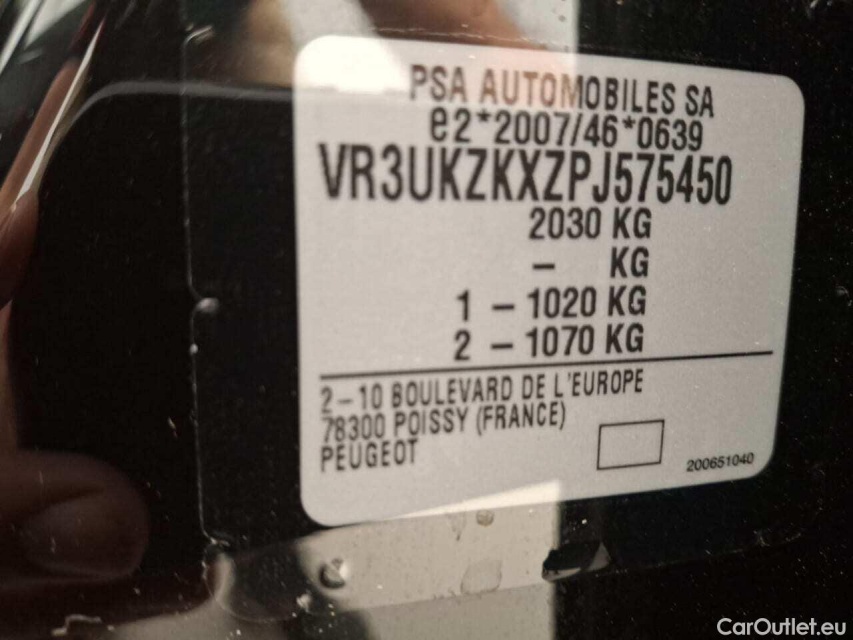 PSA AUTOMOBILES SA
e2*2007/46*0639
VR3UKZKXZPJ575450
2030 KG
– KG
1 – 1020 KG
2 – 1070 KG
2–10 BOULEVARD DE L'EUROPE
78300 POISSY (FRANCE)
PEUGEOT
200651040
CarOutlet.eu